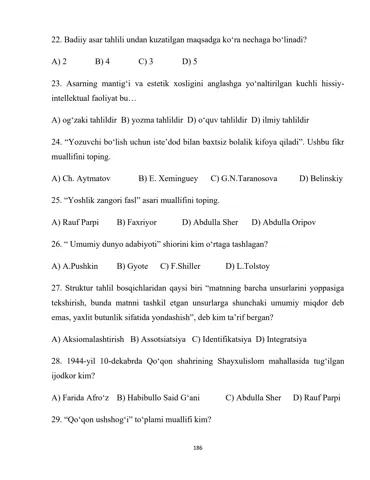 22. Badiiy asar tahlili undan kuzatilgan maqsadga ko‘ra nechaga bo‘linadi?
A) 2 B) 4 C) 3 D) 5
23. Asarning mantig‘i va estetik xosligini anglashga yo‘naltirilgan kuchli hissiy-
intellektual faoliyat bu…
A) og‘zaki tahlildir B) yozma tahlildir D) o‘quv tahlildir D) ilmiy tahlildir
24. “Yozuvchi bo‘lish uchun iste’dod bilan baxtsiz bolalik kifoya qiladi”. Ushbu fikr
muallifini toping.
A) Ch. Aytmatov B) E. Xeminguey C) G.N.Taranosova D) Belinskiy
25. “Yoshlik zangori fasl” asari muallifini toping.
A) Rauf Parpi B) Faxriyor D) Abdulla Sher D) Abdulla Oripov
26. “ Umumiy dunyo adabiyoti” shiorini kim o‘rtaga tashlagan?
A) A.Pushkin B) Gyote C) F.Shiller D) L.Tolstoy
27. Struktur tahlil bosqichlaridan qaysi biri “matnning barcha unsurlarini yoppasiga
tekshirish, bunda matnni tashkil etgan unsurlarga shunchaki umumiy miqdor deb
emas, yaxlit butunlik sifatida yondashish”, deb kim ta’rif bergan?
A) Aksiomalashtirish B) Assotsiatsiya C) Identifikatsiya D) Integratsiya
28. 1944-yil 10-dekabrda Qo‘qon shahrining Shayxulislom mahallasida tug‘ilgan
ijodkor kim?
A) Farida Afro‘z B) Habibullo Said G‘ani C) Abdulla Sher D) Rauf Parpi
29. “Qo‘qon ushshog‘i” to‘plami muallifi kim?
186